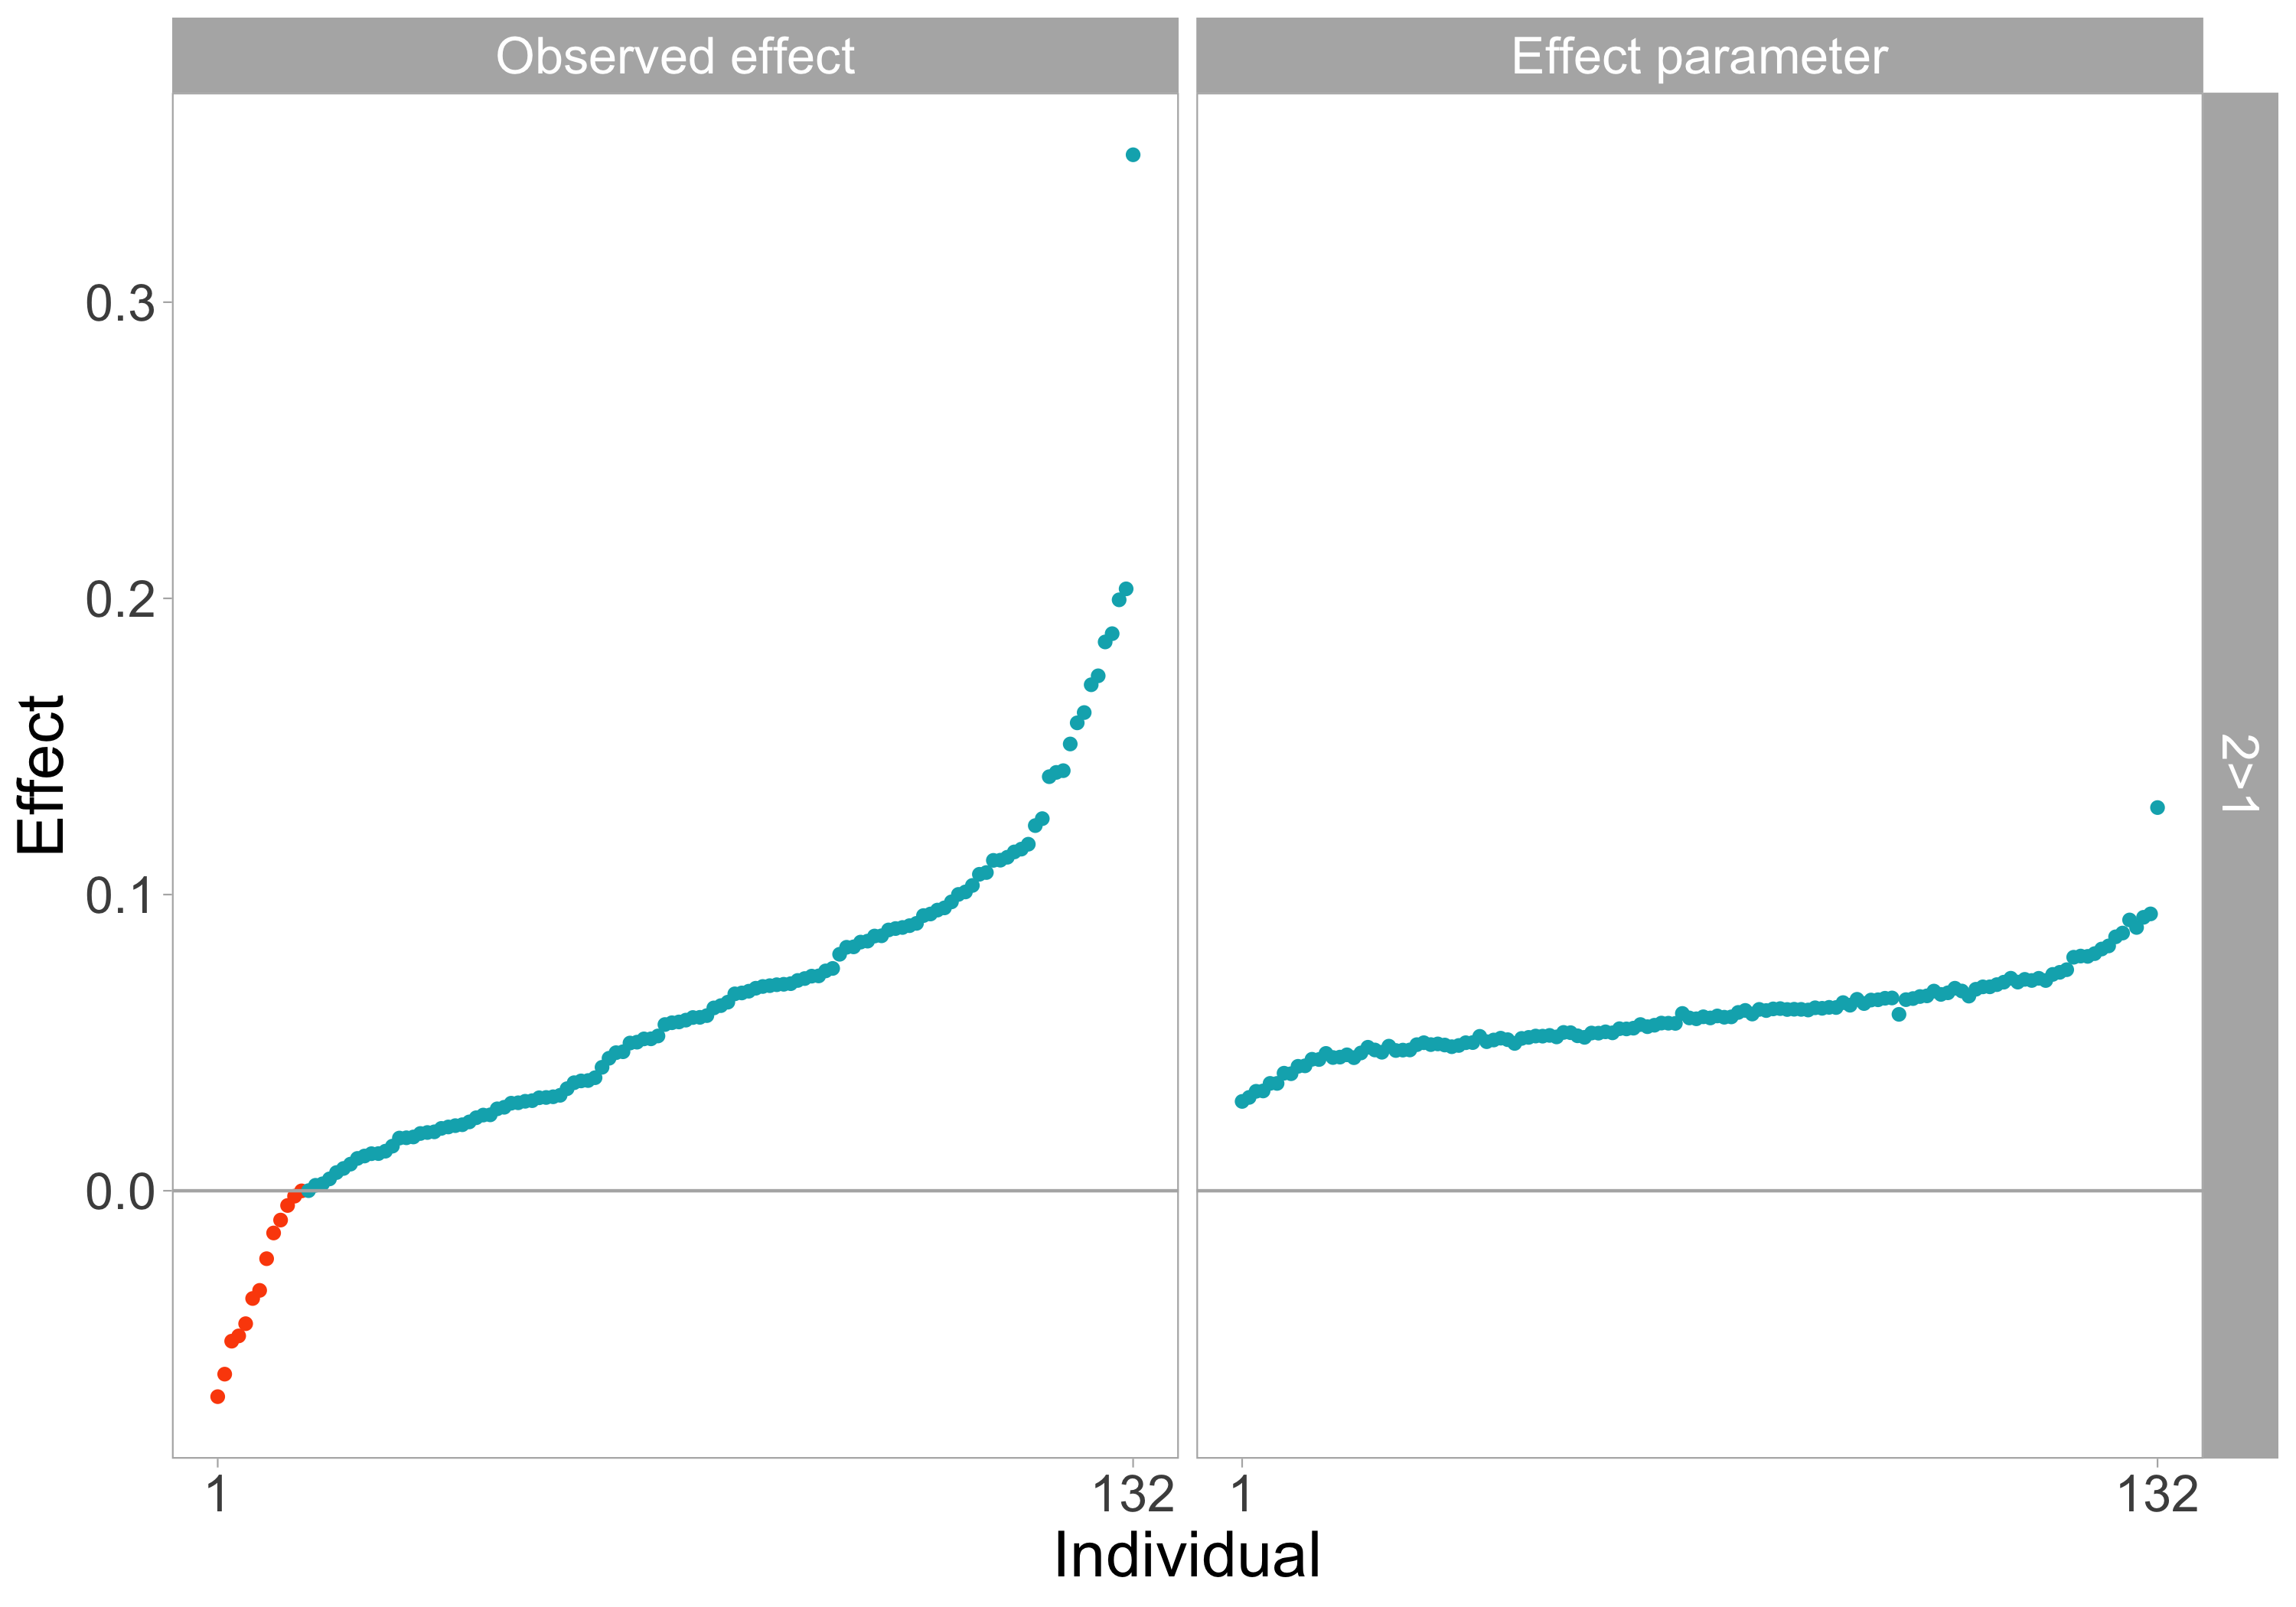 Observed effect
Effect parameter
Effect
0.3
0.2
0.1
0.0
2<1
1
132
1
132
Individual